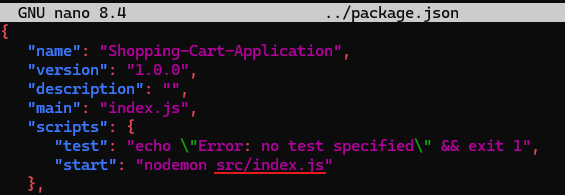 GNU nano 8.4 ../package.json
{
    "name": "Shopping-Cart-Application",
    "version": "1.0.0",
    "description": "",
    "main": "index.js",
    "scripts": {
        "test": "echo \"Error: no test specified\" && exit 1",
        "start": "nodemon src/index.js"
    },